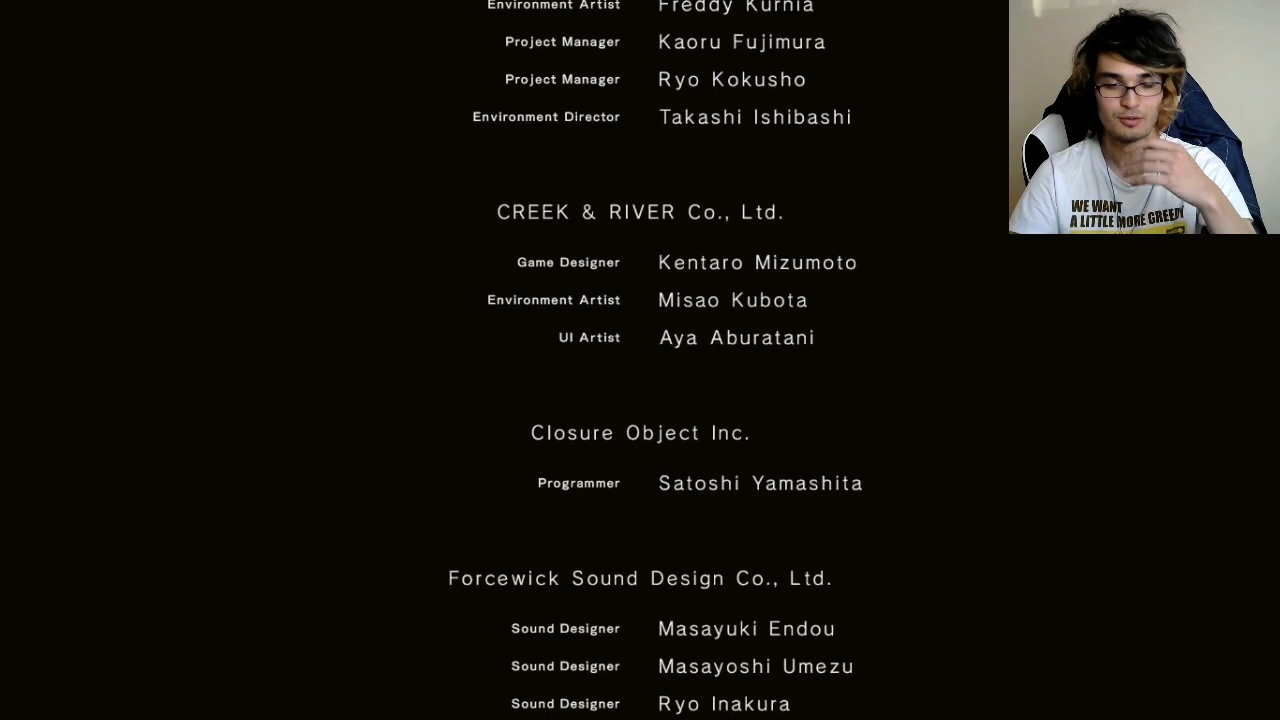 Environment Artist Freddy Kurnia
Project Manager Kaoru Fujimura
Project Manager Ryo Kokusho
Environment Director Takashi Ishibashi
CREEK & RIVER Co., Ltd.
Game Designer Kentaro Mizumoto
Environment Artist Misao Kubota
UI Artist Aya Aburatani
Closure Object Inc.
Programmer Satoshi Yamashita
Forcewick Sound Design Co., Ltd.
Sound Designer Masayuki Endou
Sound Designer Masayoshi Umezu
Sound Designer Ryo Inakura
WE WANT
A LITTLE MORE GREEDY